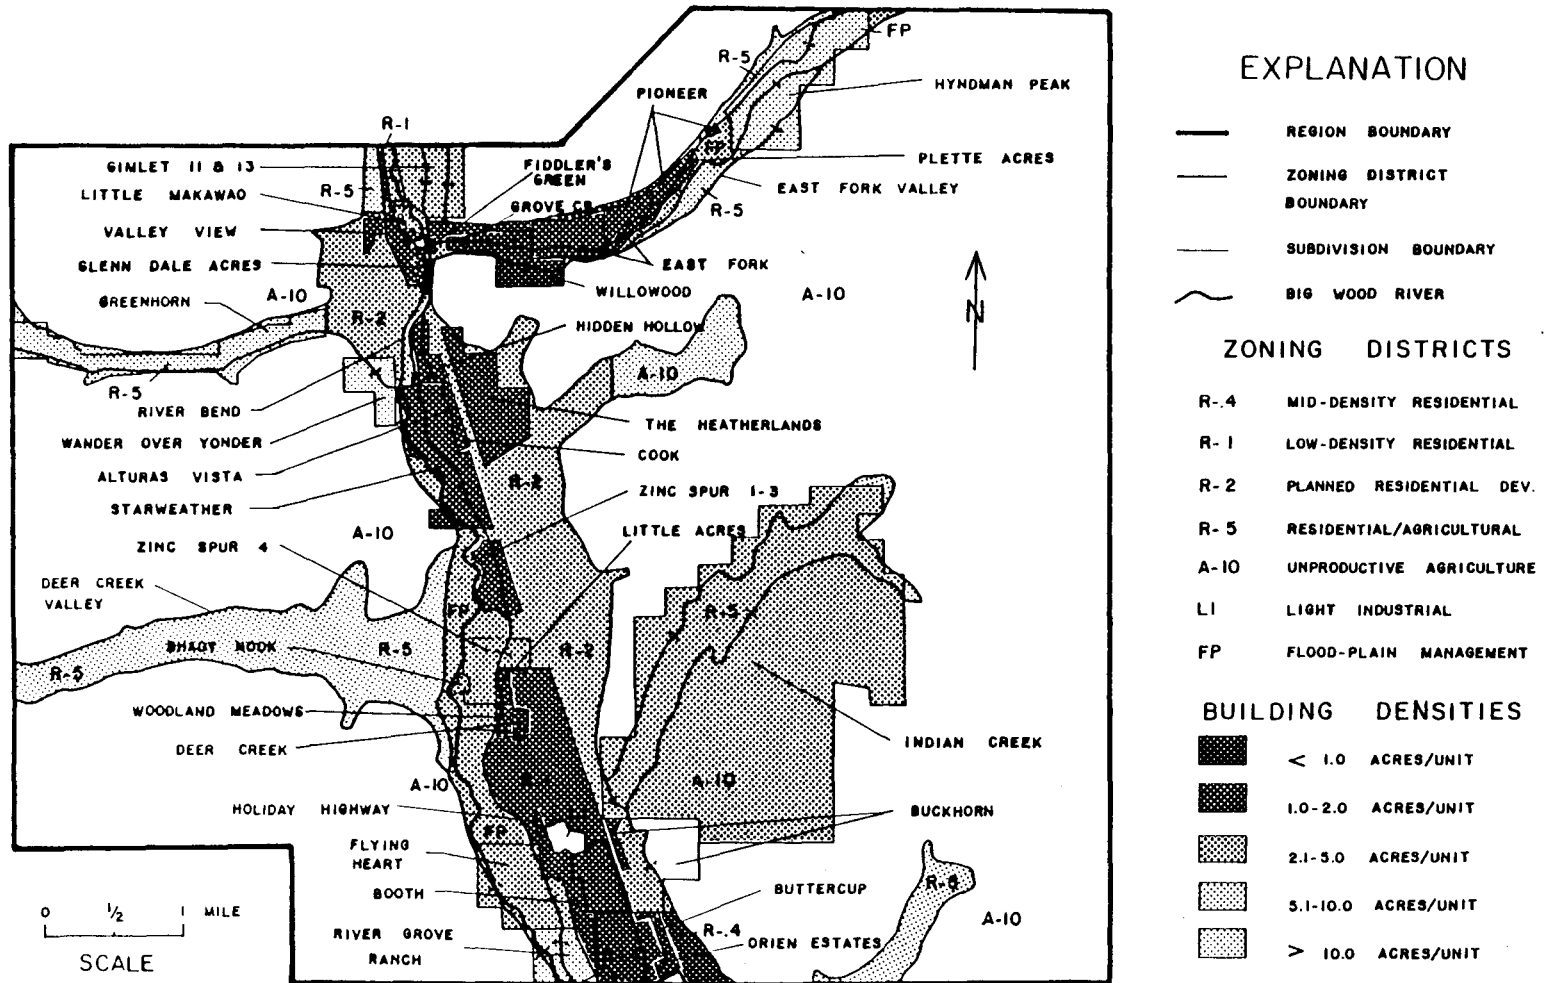 FP
R-5
HYNDMAN PEAK
PIONEER
R-1
FP
PLETTE ACRES
GIMLET 11 & 13
FIDDLER'S
GREEN
EAST FORK VALLEY
R-5
LITTLE MAKAWAO
GROVE CR.
R-5
VALLEY VIEW
GLENN DALE ACRES
EAST FORK
WILLOWOOD
A-10
GREENHORN
A-10
R-2
HIDDEN HOLLOW
A-10
R-5
RIVER BEND
THE HEATHERLANDS
WANDER OVER YONDER
COOK
ALTURAS VISTA
R-2
ZINC SPUR 1-3
STARWEATHER
A-10
LITTLE ACRES
ZINC SPUR 4
DEER CREEK
VALLEY
FP
R-5
SHADY NOOK
R-5
R-2
R-5
WOODLAND MEADOWS
DEER CREEK
INDIAN CREEK
A-10
A-10
HOLIDAY HIGHWAY
BUCKHORN
FP
FLYING
HEART
BOOTH
BUTTERCUP
R-5
A-10
RIVER GROVE
RANCH
R-.4
ORIEN ESTATES
N
0 1/2 1 MILE
SCALE
EXPLANATION
REGION BOUNDARY
ZONING DISTRICT
BOUNDARY
SUBDIVISION BOUNDARY
BIG WOOD RIVER
ZONING DISTRICTS
R-.4 MID-DENSITY RESIDENTIAL
R-1 LOW-DENSITY RESIDENTIAL
R-2 PLANNED RESIDENTIAL DEV.
R-5 RESIDENTIAL/AGRICULTURAL
A-10 UNPRODUCTIVE AGRICULTURE
LI LIGHT INDUSTRIAL
FP FLOOD-PLAIN MANAGEMENT
BUILDING DENSITIES
< 1.0 ACRES/UNIT
1.0-2.0 ACRES/UNIT
2.1-5.0 ACRES/UNIT
5.1-10.0 ACRES/UNIT
> 10.0 ACRES/UNIT